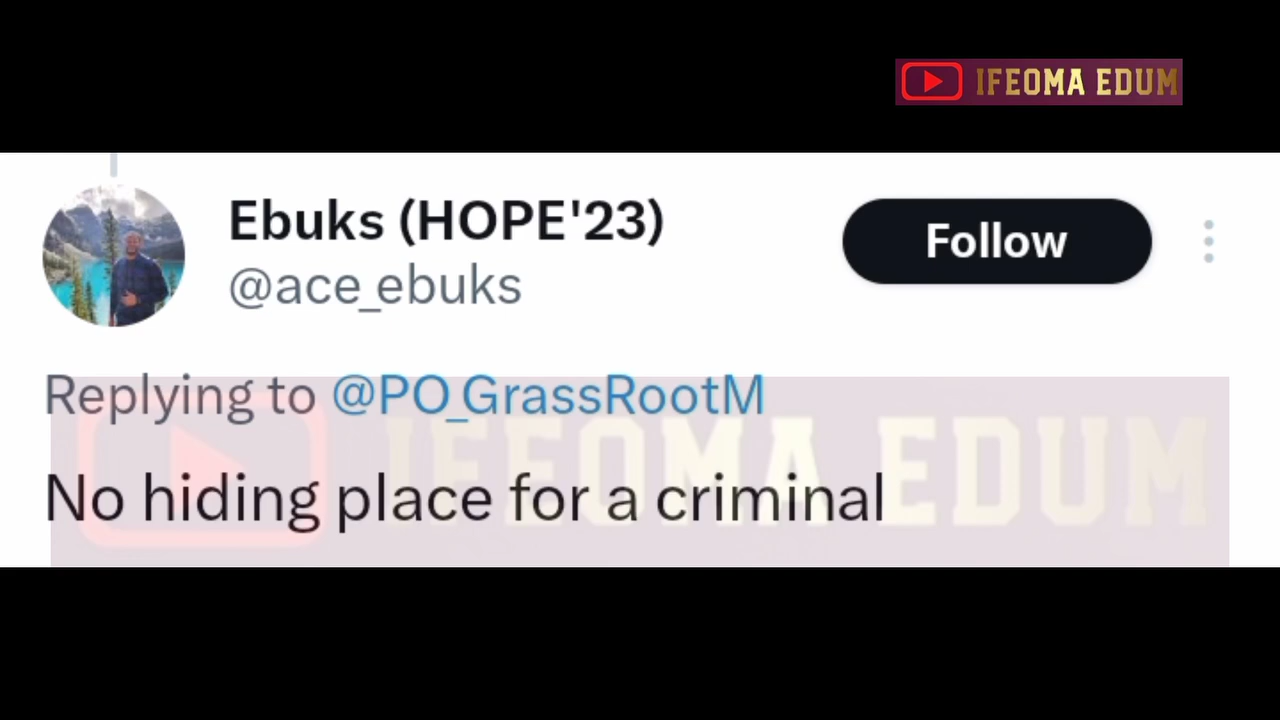 IFEOMA EDUM
Ebuks (HOPE'23)
Follow
@ace_ebuks
Replying to @PO_GrassRootM
IFEOMA EDUM
No hiding place for a criminal